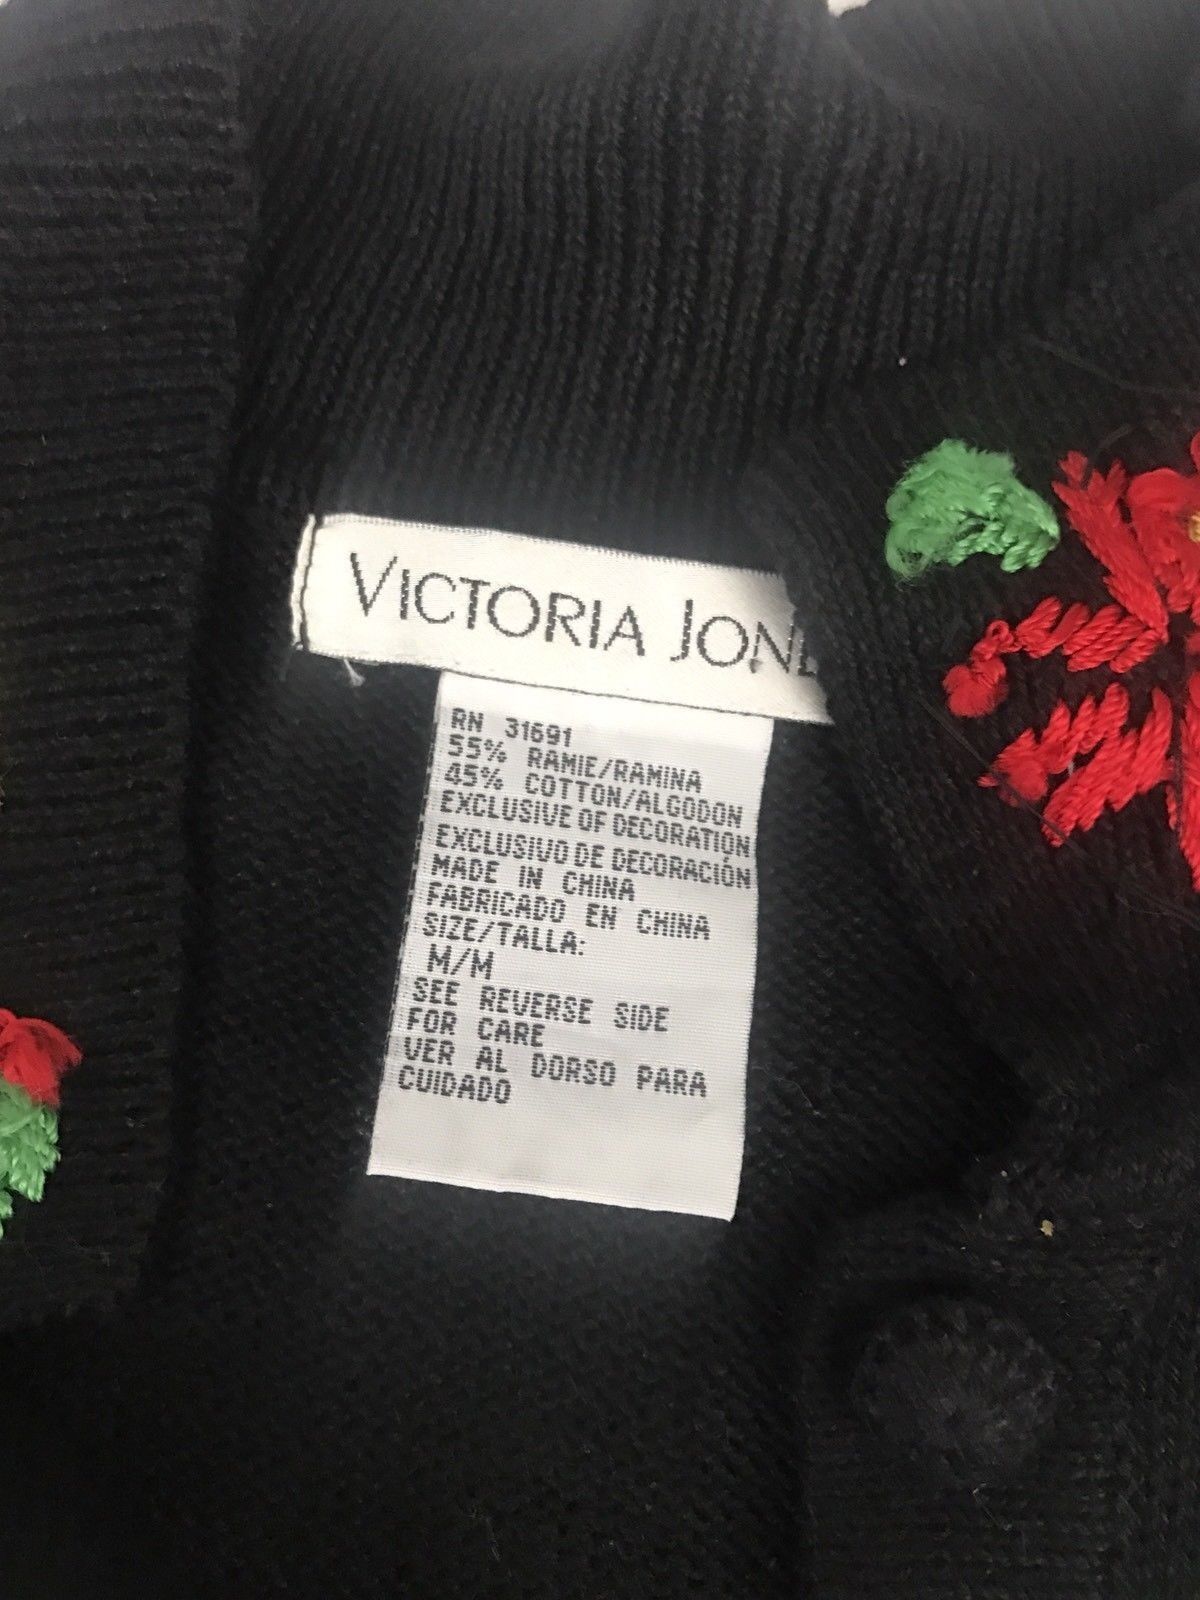 VICTORIA JON
RN 31691
55% RAMIE/RAMINA
45% COTTON/ALGODON
EXCLUSIVE OF DECORATION
EXCLUSIVO DE DECORACIÓN
MADE IN CHINA
FABRICADO EN CHINA
SIZE/TALLA:
M/M
SEE REVERSE SIDE
FOR CARE
VER AL DORSO PARA
CUIDADO